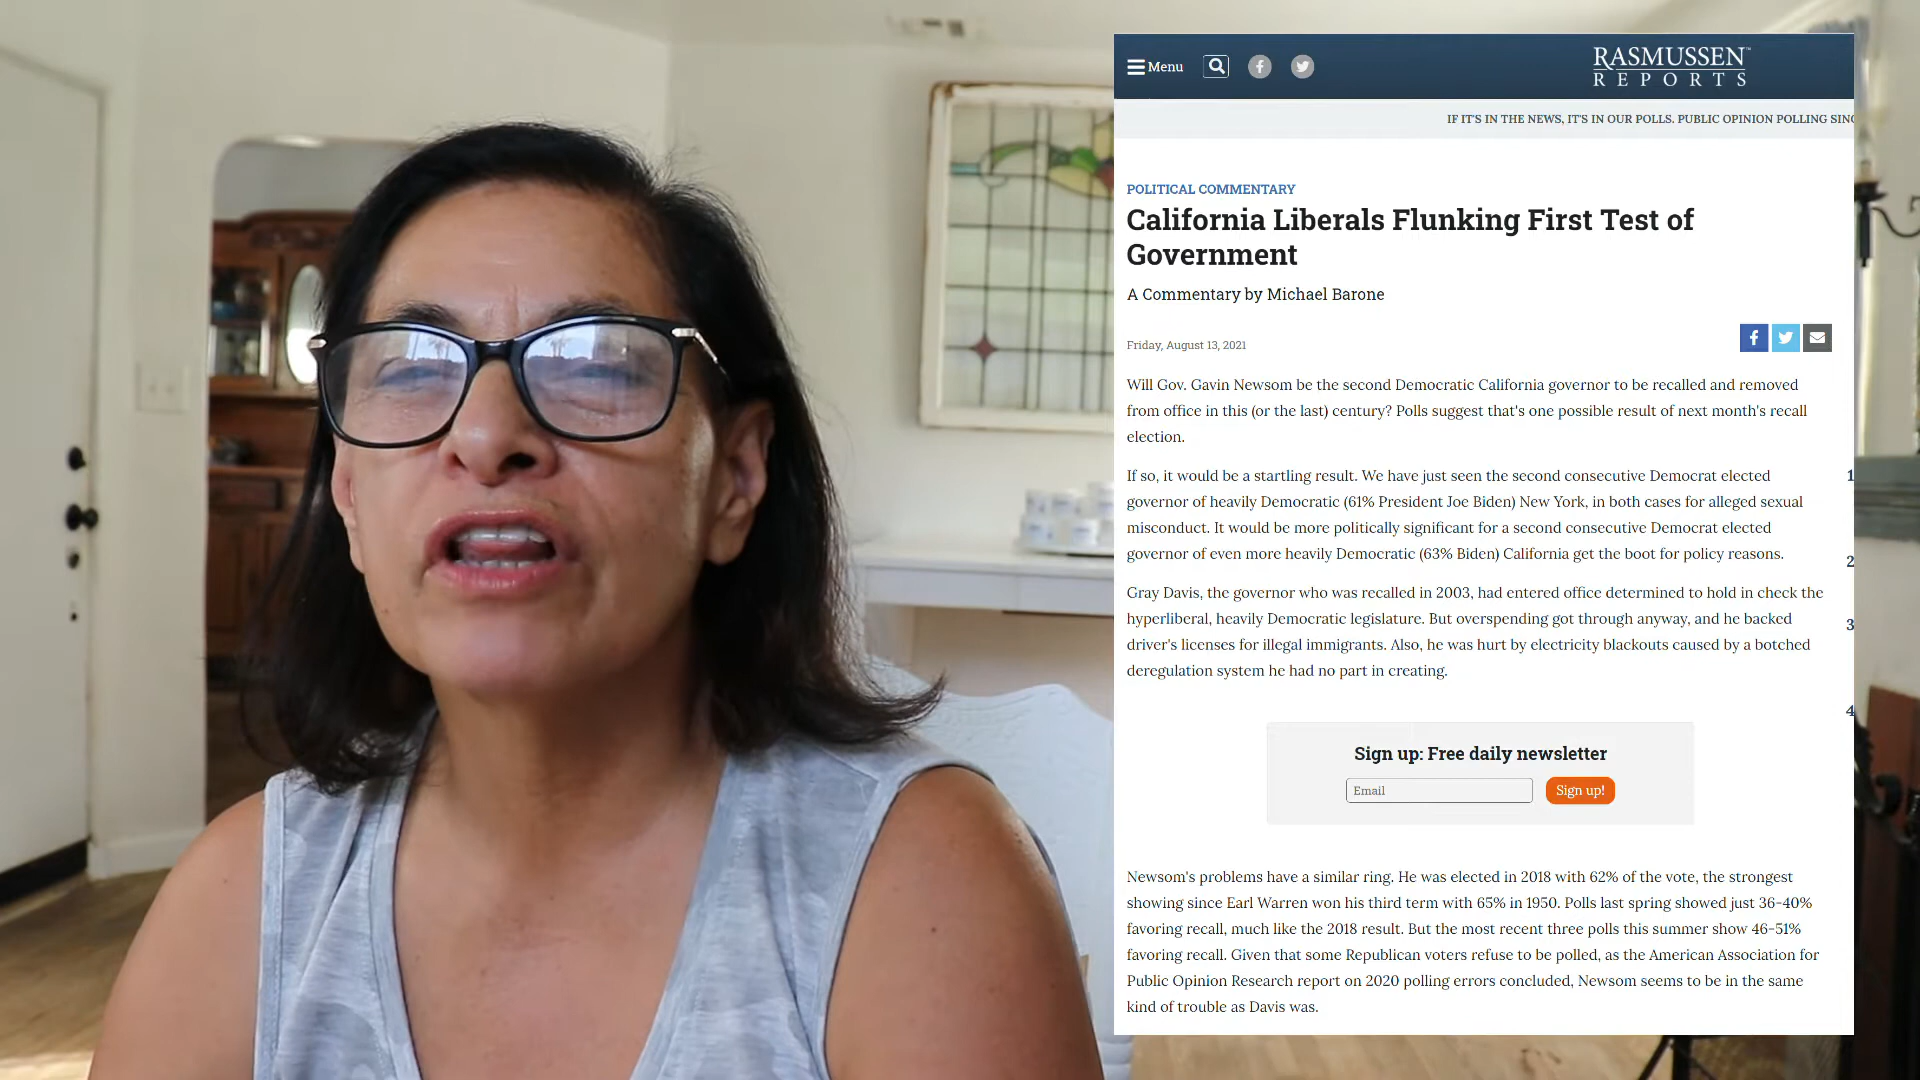 Menu
RASMUSSEN™
REPORTS
IF IT'S IN THE NEWS, IT'S IN OUR POLLS. PUBLIC OPINION POLLING SINC
POLITICAL COMMENTARY
California Liberals Flunking First Test of
Government
A Commentary by Michael Barone
Friday, August 13, 2021
Will Gov. Gavin Newsom be the second Democratic California governor to be recalled and removed
from office in this (or the last) century? Polls suggest that's one possible result of next month's recall
election.
If so, it would be a startling result. We have just seen the second consecutive Democrat elected
governor of heavily Democratic (61% President Joe Biden) New York, in both cases for alleged sexual
misconduct. It would be more politically significant for a second consecutive Democrat elected
governor of even more heavily Democratic (63% Biden) California get the boot for policy reasons.
Gray Davis, the governor who was recalled in 2003, had entered office determined to hold in check the
hyperliberal, heavily Democratic legislature. But overspending got through anyway, and he backed
driver's licenses for illegal immigrants. Also, he was hurt by electricity blackouts caused by a botched
deregulation system he had no part in creating.
1
2
3
4
Sign up: Free daily newsletter
Email
Sign up!
Newsom's problems have a similar ring. He was elected in 2018 with 62% of the vote, the strongest
showing since Earl Warren won his third term with 65% in 1950. Polls last spring showed just 36-40%
favoring recall, much like the 2018 result. But the most recent three polls this summer show 46-51%
favoring recall. Given that some Republican voters refuse to be polled, as the American Association for
Public Opinion Research report on 2020 polling errors concluded, Newsom seems to be in the same
kind of trouble as Davis was.